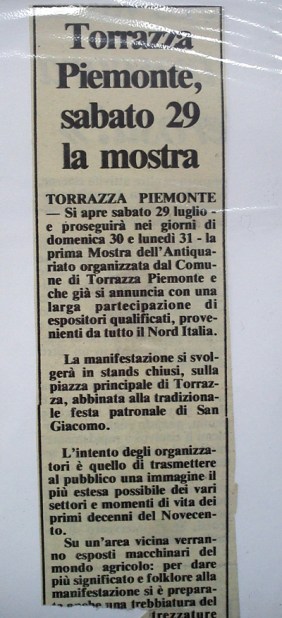 Torrazza
Piemonte,
sabato 29
la mostra
TORRAZZA PIEMONTE
— Si apre sabato 29 luglio -
e proseguirà nei giorni di
domenica 30 e lunedì 31 - la
prima Mostra dell'Antiqua-
riato organizzata dal Comu-
ne di Torrazza Piemonte e
che già si annuncia con una
larga partecipazione di
espositori qualificati, prove-
nienti da tutto il Nord Italia.
La manifestazione si svol-
gerà in stands chiusi, sulla
piazza principale di Torraz-
za, abbinata alla tradiziona-
le festa patronale di San
Giacomo.
L'intento degli organizza-
tori è quello di trasmettere
al pubblico una immagine il
più estesa possibile dei vari
settori e momenti di vita dei
primi decenni del Novecen-
to.
Su un'area vicina verran-
no esposti macchinari del
mondo agricolo: per dare
più significato e folklore alla
manifestazione si è prepara-
ta anche una trebbiatura del
trezzature